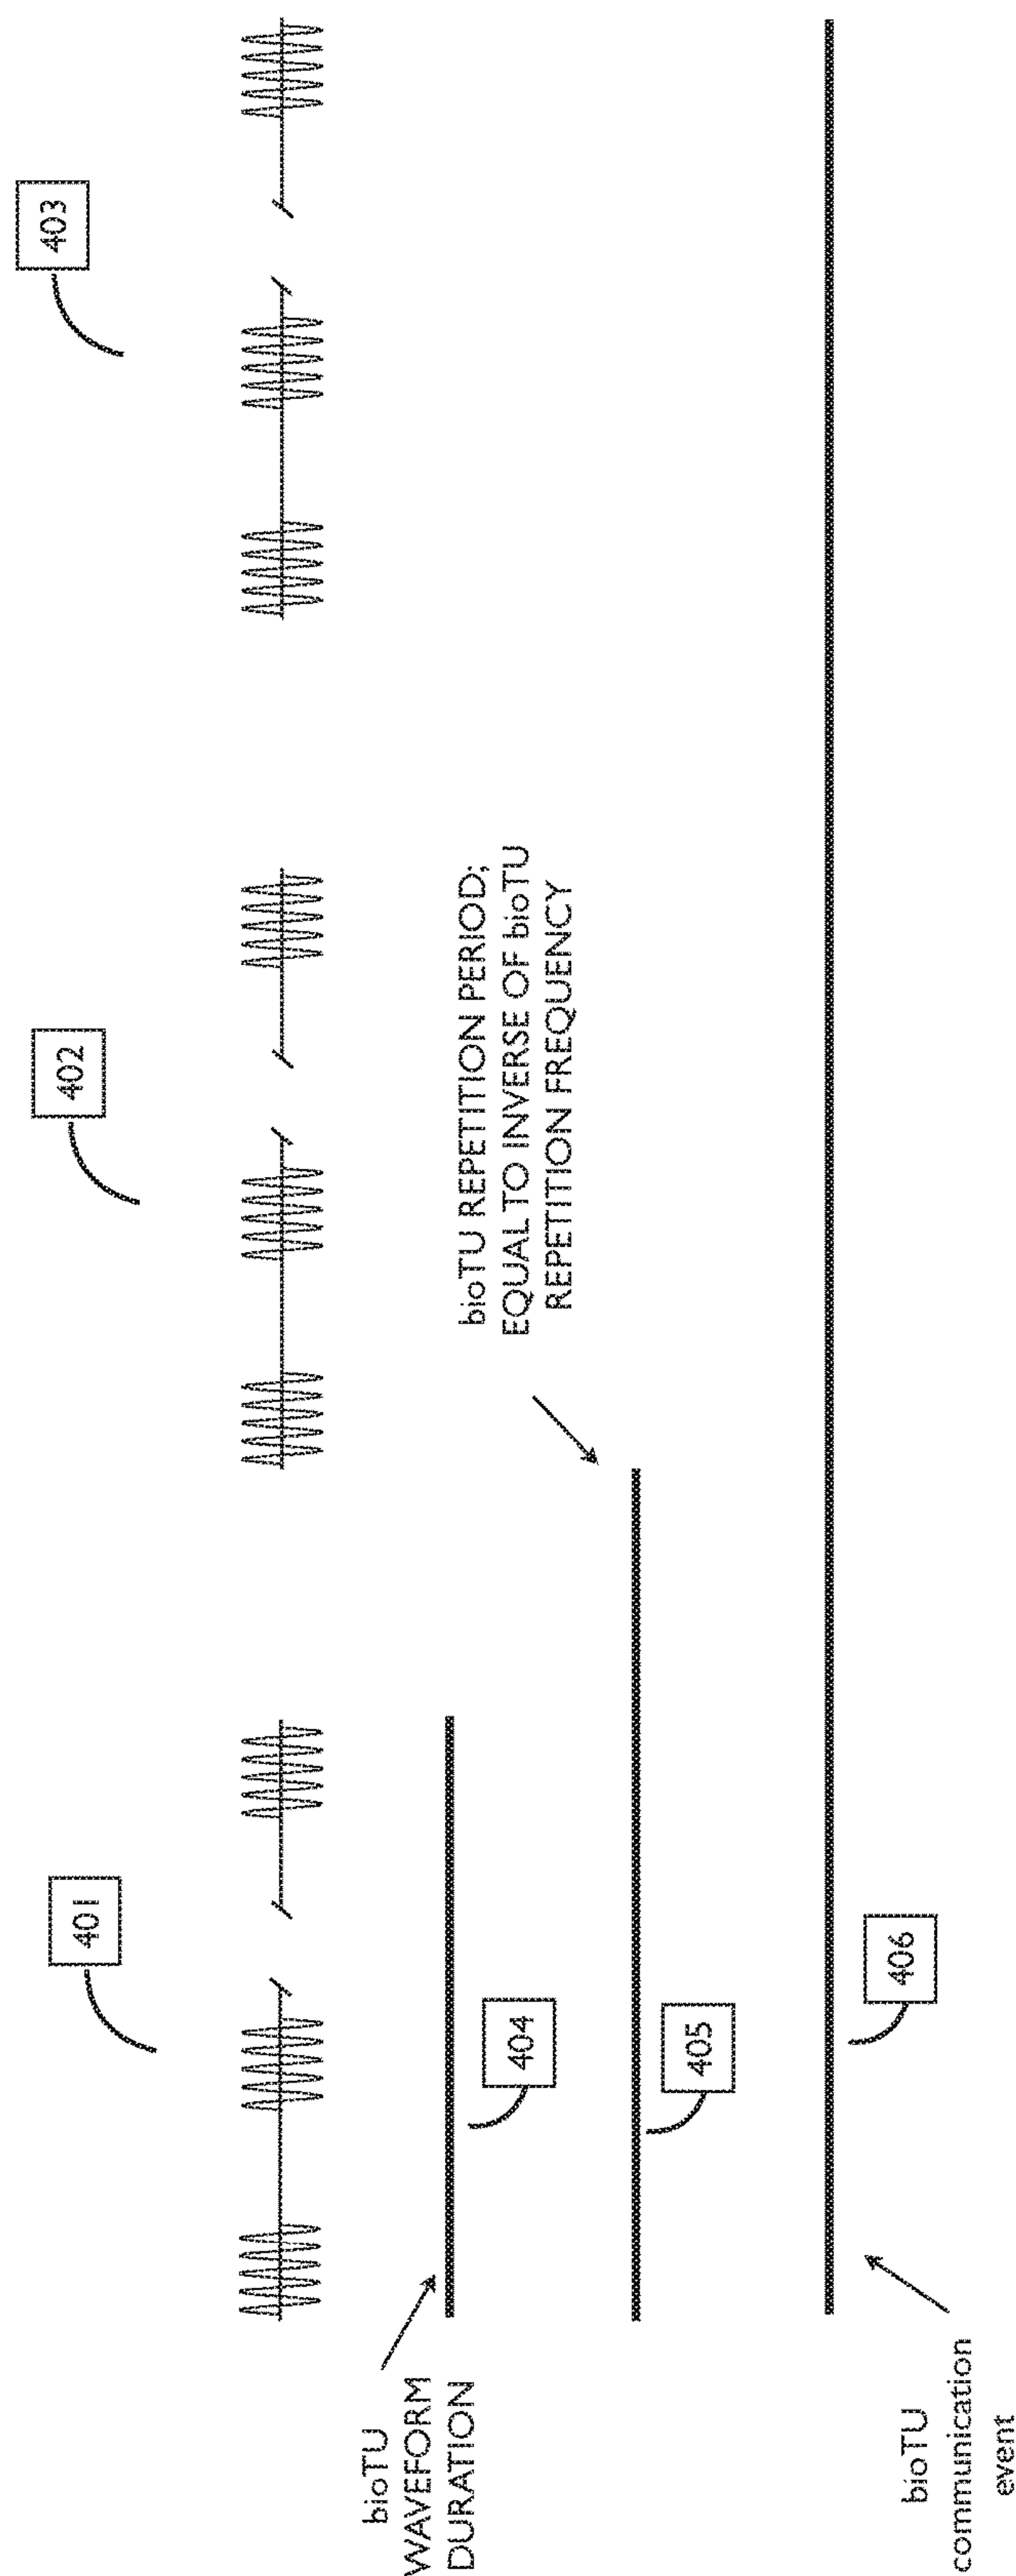 401
402
403
bioTU
WAVEFORM
DURATION
404
bioTU REPETITION PERIOD;
EQUAL TO INVERSE OF bioTU
REPETITION FREQUENCY
405
bioTU
communication
event
406